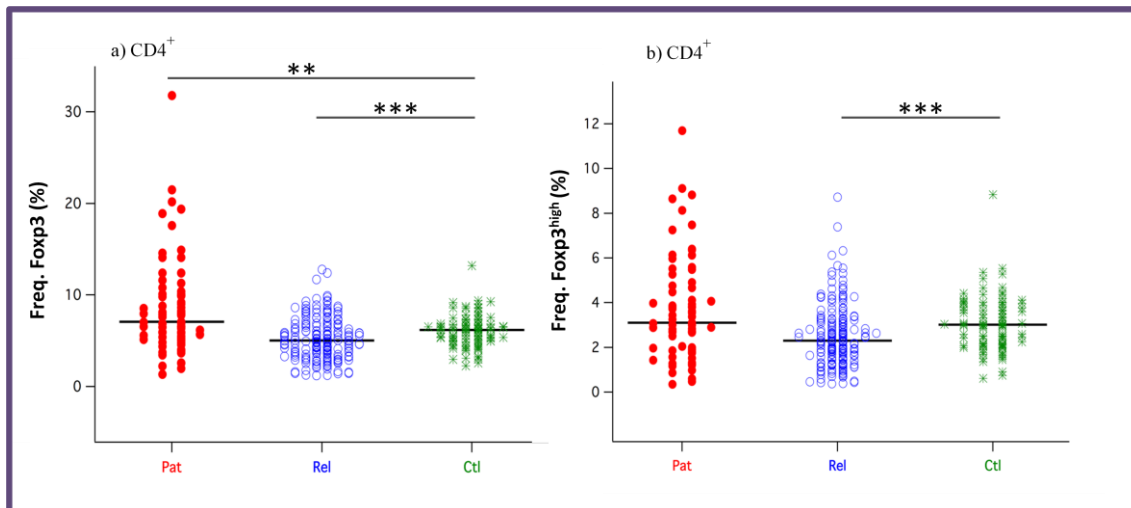 a) CD4+
**
***
Freq. Foxp3 (%)
30
20
10
0
Pat
Rel
Ctl
b) CD4+
***
Freq. Foxp3high (%)
12
10
8
6
4
2
0
Pat
Rel
Ctl